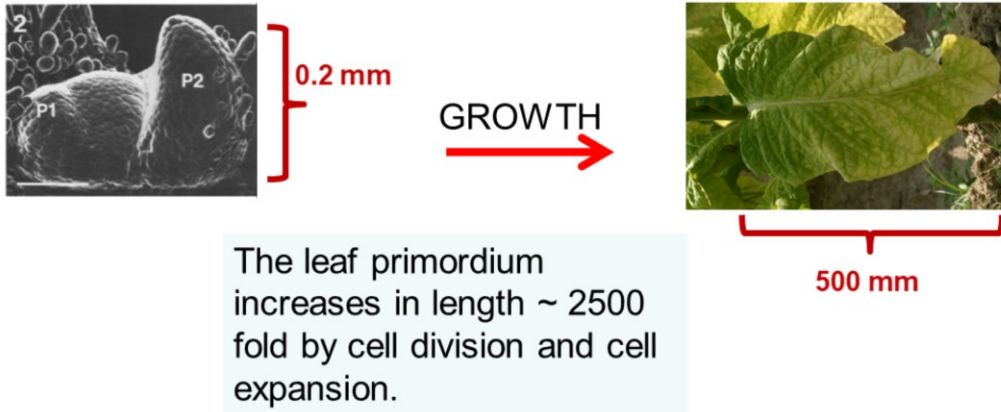 2
P1
P2
0.2 mm
GROWTH
500 mm
The leaf primordium
increases in length ~ 2500
fold by cell division and cell
expansion.